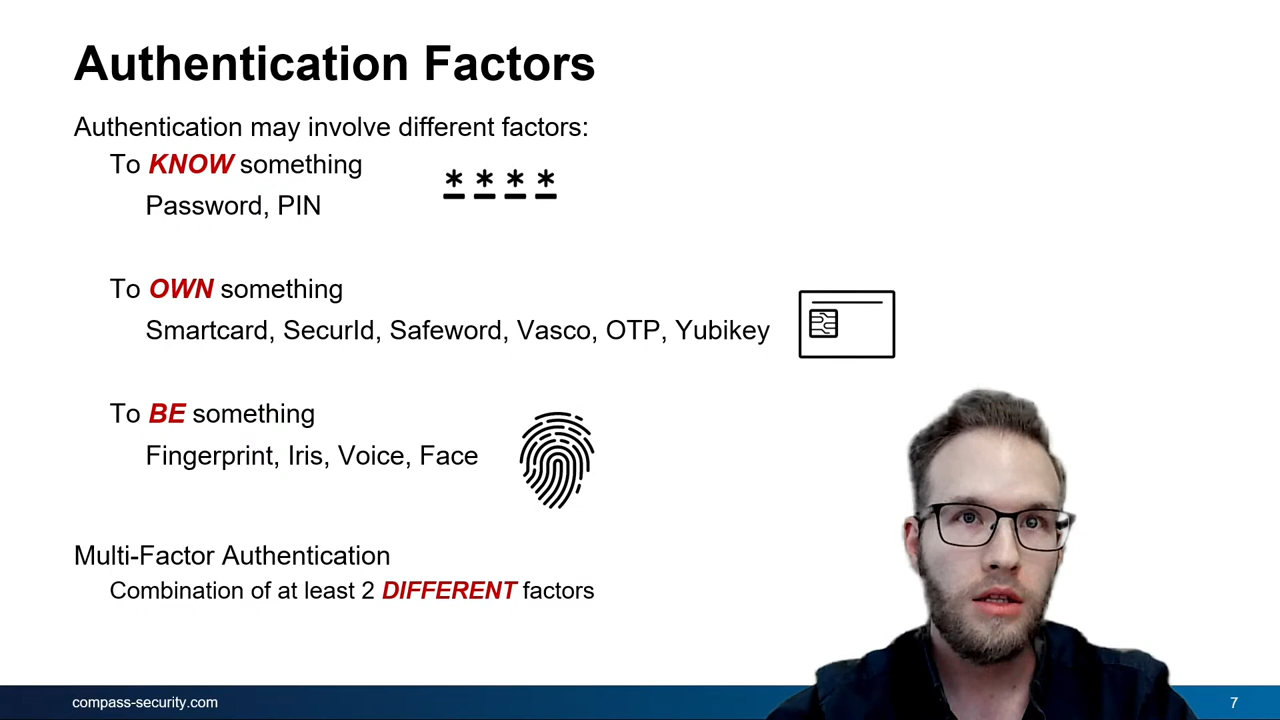 Authentication Factors
Authentication may involve different factors:
To KNOW something
* * * *
Password, PIN
To OWN something
Smartcard, SecurId, Safeword, Vasco, OTP, Yubikey
To BE something
Fingerprint, Iris, Voice, Face
Multi-Factor Authentication
Combination of at least 2 DIFFERENT factors
compass-security.com
7